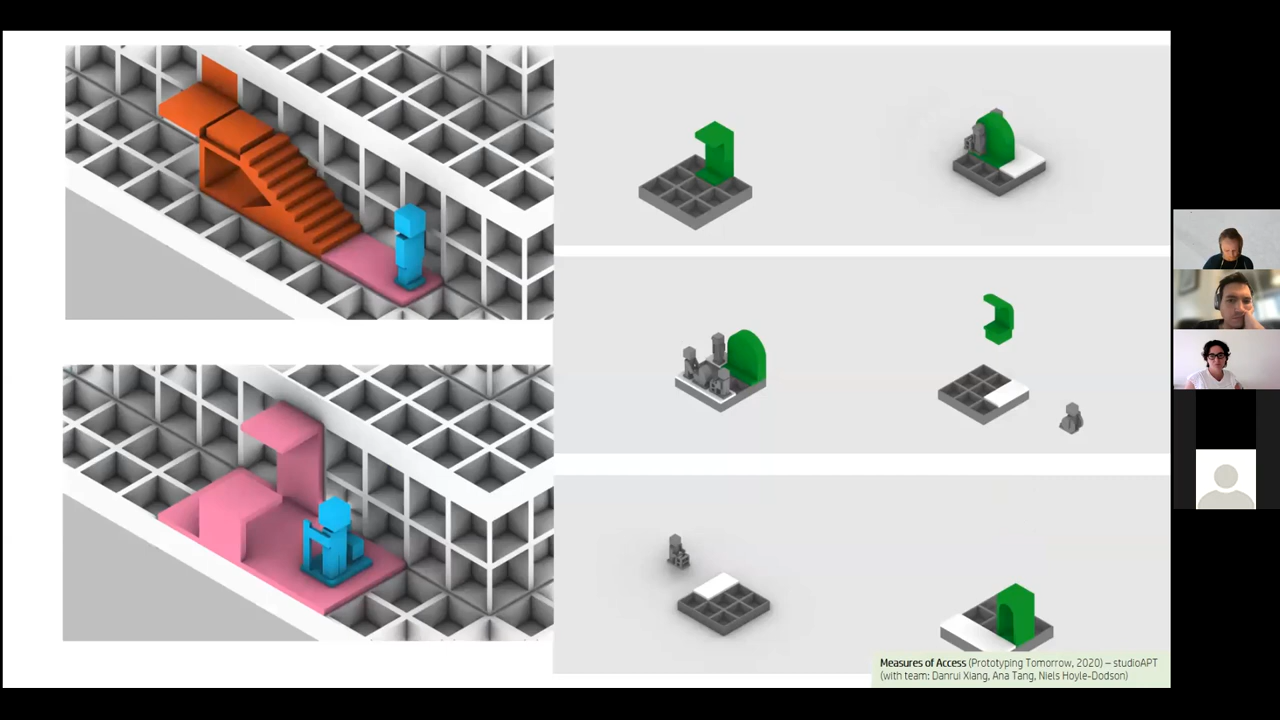 Measures of Access (Prototyping Tomorrow, 2020) – studioAPT
(with team: Danrui Xiang, Ana Tang, Niels Hoyle-Dodson)